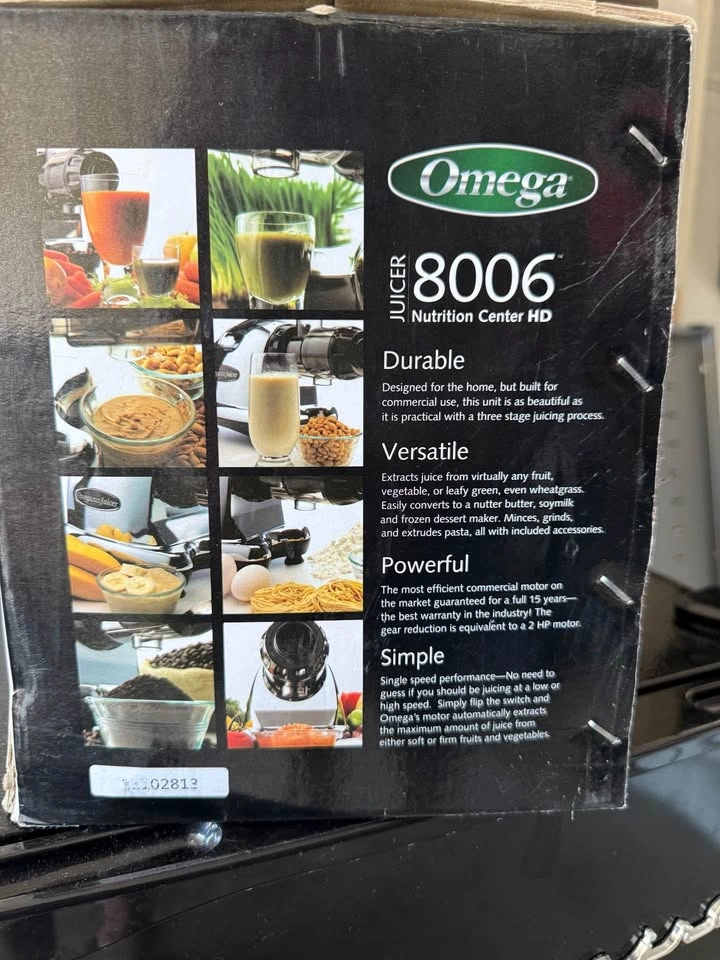 Omega
JUICER
8006™
Nutrition Center HD
Durable
Designed for the home, but built for
commercial use, this unit is as beautiful as
it is practical with a three stage juicing process.
Versatile
Extracts juice from virtually any fruit,
vegetable, or leafy green, even wheatgrass.
Easily converts to a nutter butter, soymilk
and frozen dessert maker. Minces, grinds,
and extrudes pasta, all with included accessories.
Powerful
The most efficient commercial motor on
the market guaranteed for a full 15 years—
the best warranty in the industry! The
gear reduction is equivalent to a 2 HP motor.
Simple
Single speed performance—No need to
guess if you should be juicing at a low or
high speed. Simply flip the switch and
Omega's motor automatically extracts
the maximum amount of juice from
either soft or firm fruits and vegetables.